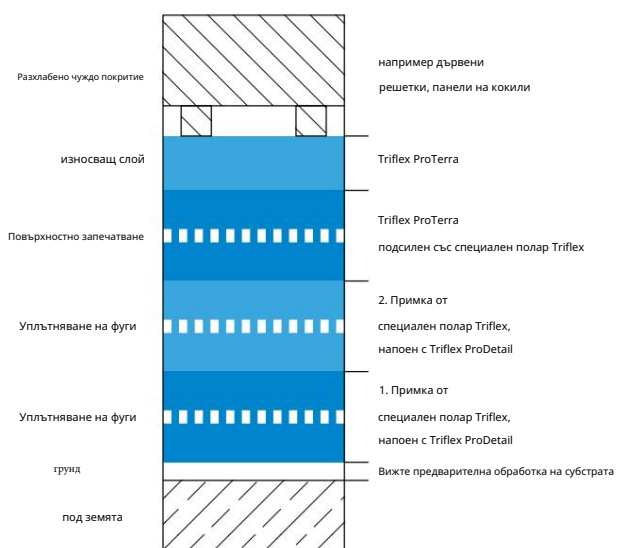 Разхлабено чуждо покритие
например дървени
решетки, панели на кокили
износващ слой
Triflex ProTerra
Повърхностно запечатване
Triflex ProTerra
подсилен със специален полар Triflex
Уплътняване на фуги
2. Примка от
специален полар Triflex,
напоен с Triflex ProDetail
Уплътняване на фуги
1. Примка от
специален полар Triflex,
напоен с Triflex ProDetail
грунд
Вижте предварителна обработка на субстрата
под земята